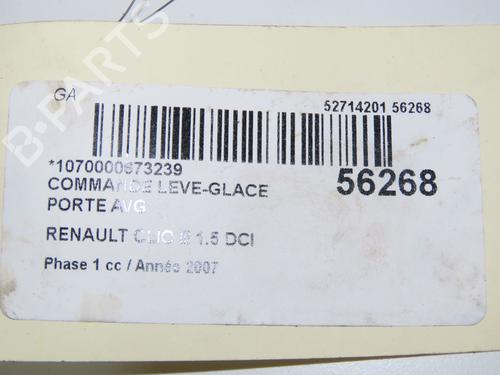 GA
52714201 56268
*1070000673239
COMMANDE LEVE-GLACE
56268
PORTE AVG
RENAULT CLIO 1.5 DCI
Phase 1 cc / Année 2007
B-PARTS